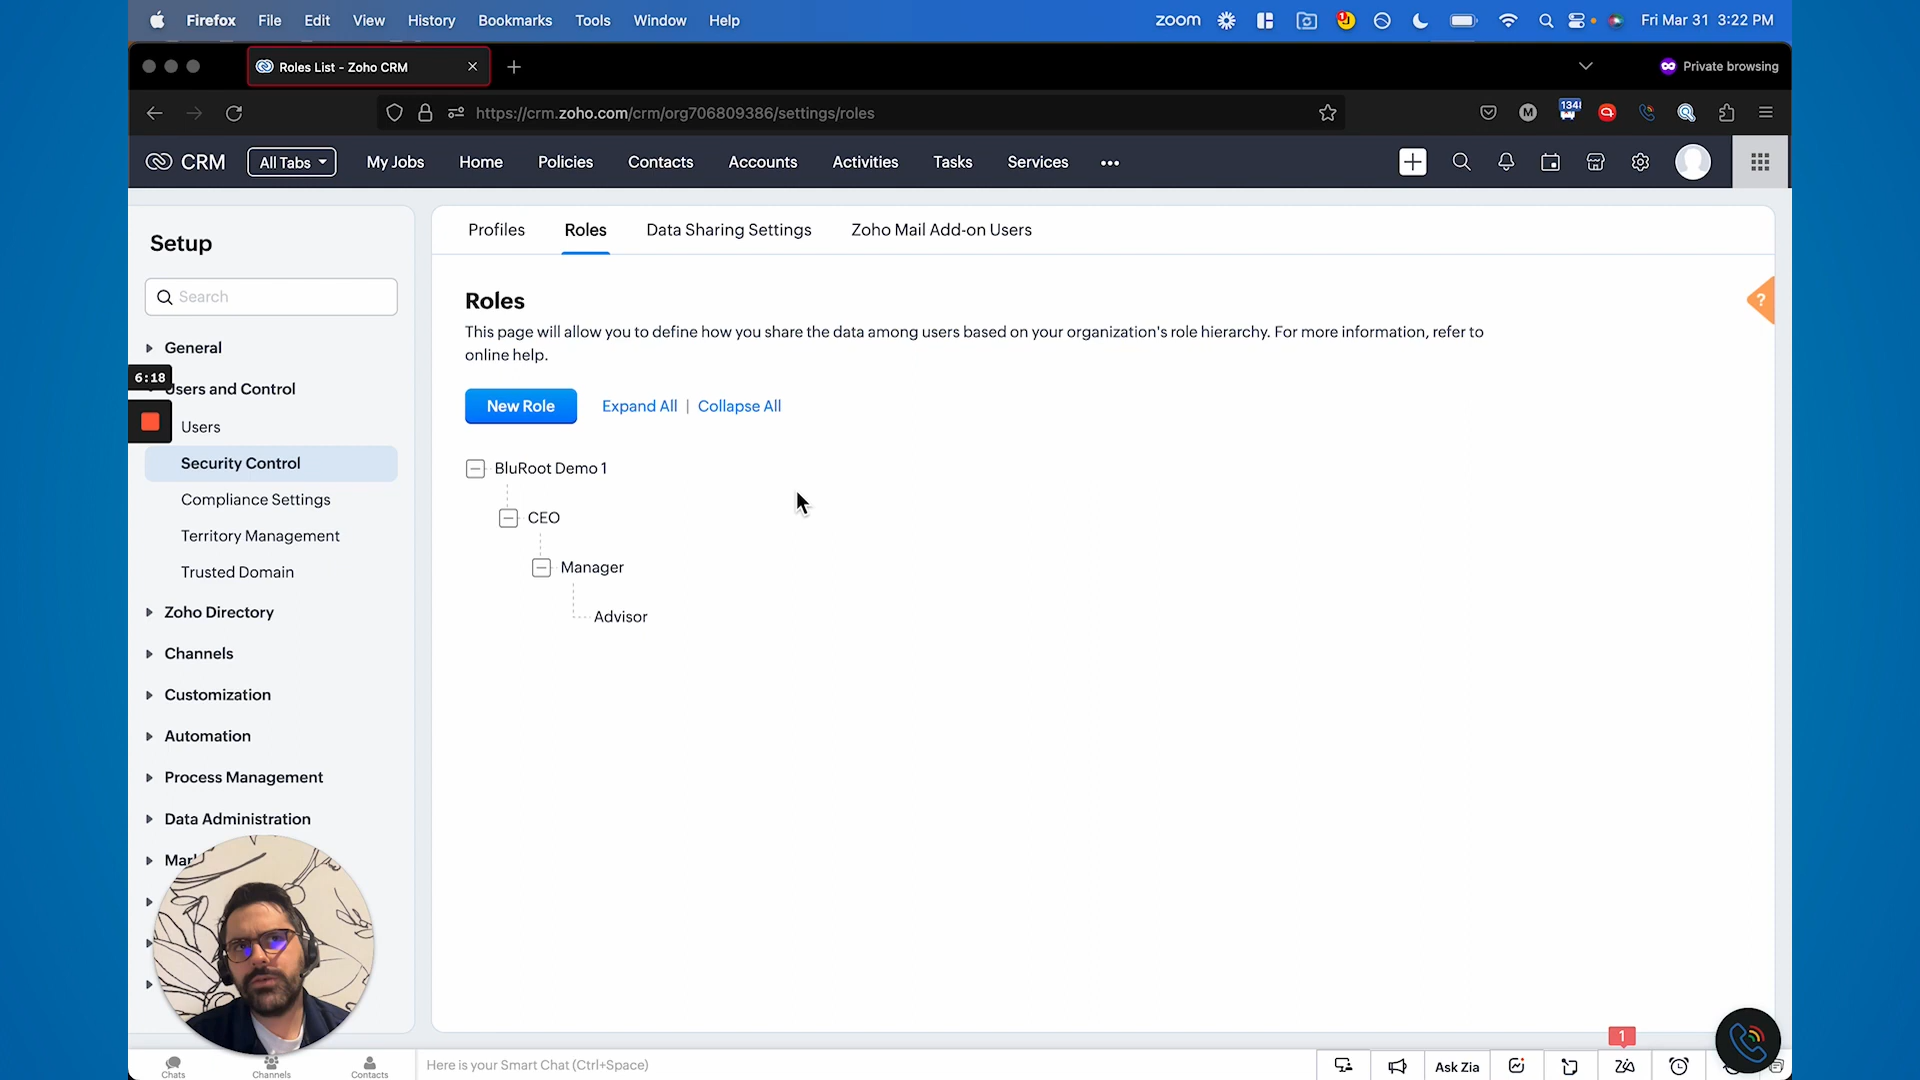 Firefox File Edit View History Bookmarks Tools Window Help zoom Fri Mar 31 3:22 PM
Roles List - Zoho CRM Private browsing
https://crm.zoho.com/crm/org706809386/settings/roles
CRM All Tabs My Jobs Home Policies Contacts Accounts Activities Tasks Services
Setup
Search
General
6:18
Users and Control
Users
Security Control
Compliance Settings
Territory Management
Trusted Domain
Zoho Directory
Channels
Customization
Automation
Process Management
Data Administration
Profiles Roles Data Sharing Settings Zoho Mail Add-on Users
Roles
This page will allow you to define how you share the data among users based on your organization's role hierarchy. For more information, refer to
online help.
New Role Expand All | Collapse All
BluRoot Demo 1
CEO
Manager
Advisor
?
1
Chats Channels Contacts
Here is your Smart Chat (Ctrl+Space)
Ask Zia